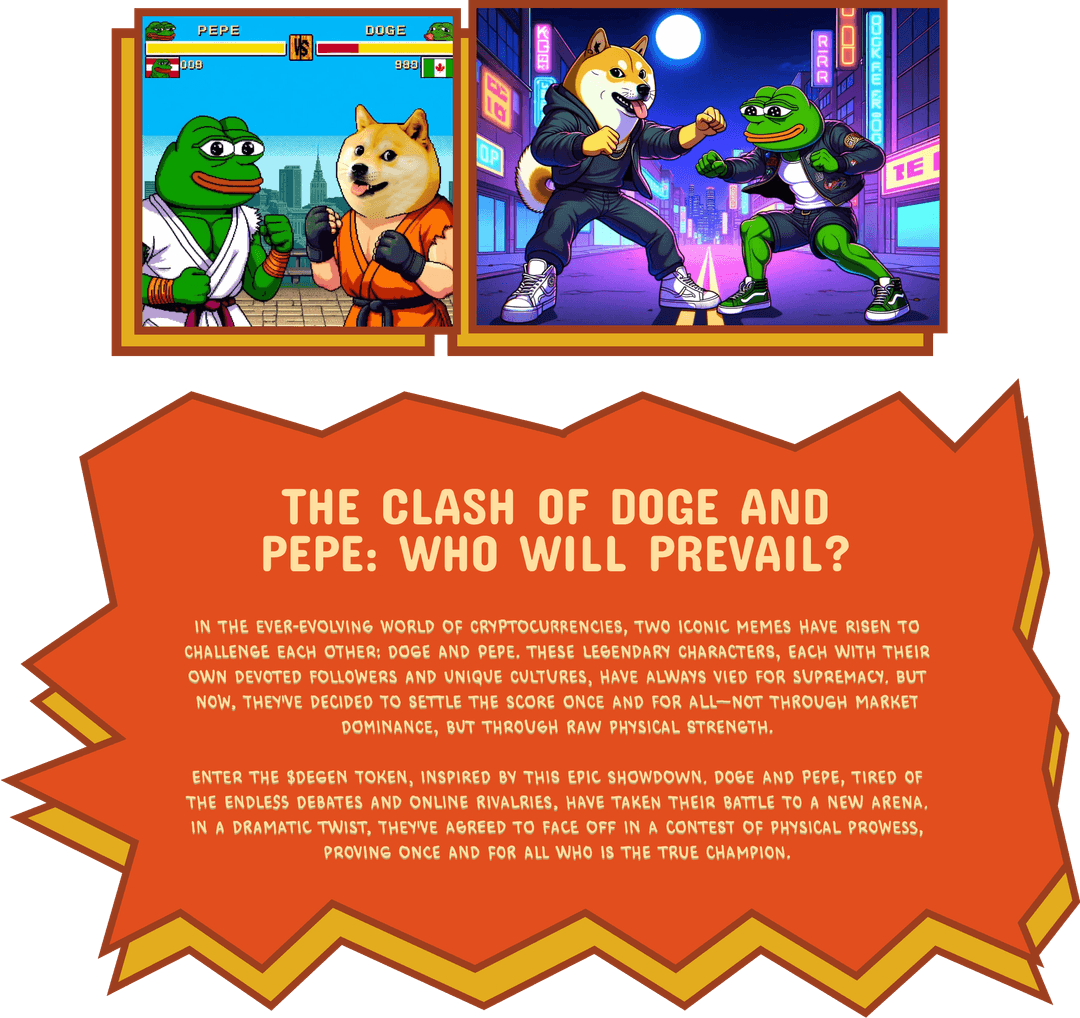 PEPE
VS
DOGE
009
989
THE CLASH OF DOGE AND
PEPE: WHO WILL PREVAIL?
IN THE EVER-EVOLVING WORLD OF CRYPTOCURRENCIES, TWO ICONIC MEMES HAVE RISEN TO
CHALLENGE EACH OTHER: DOGE AND PEPE. THESE LEGENDARY CHARACTERS, EACH WITH THEIR
OWN DEVOTED FOLLOWERS AND UNIQUE CULTURES, HAVE ALWAYS VIED FOR SUPREMACY. BUT
NOW, THEY'VE DECIDED TO SETTLE THE SCORE ONCE AND FOR ALL—NOT THROUGH MARKET
DOMINANCE, BUT THROUGH RAW PHYSICAL STRENGTH.
ENTER THE $DEGEN TOKEN, INSPIRED BY THIS EPIC SHOWDOWN. DOGE AND PEPE, TIRED OF
THE ENDLESS DEBATES AND ONLINE RIVALRIES, HAVE TAKEN THEIR BATTLE TO A NEW ARENA.
IN A DRAMATIC TWIST, THEY'VE AGREED TO FACE OFF IN A CONTEST OF PHYSICAL PROWESS,
PROVING ONCE AND FOR ALL WHO IS THE TRUE CHAMPION.